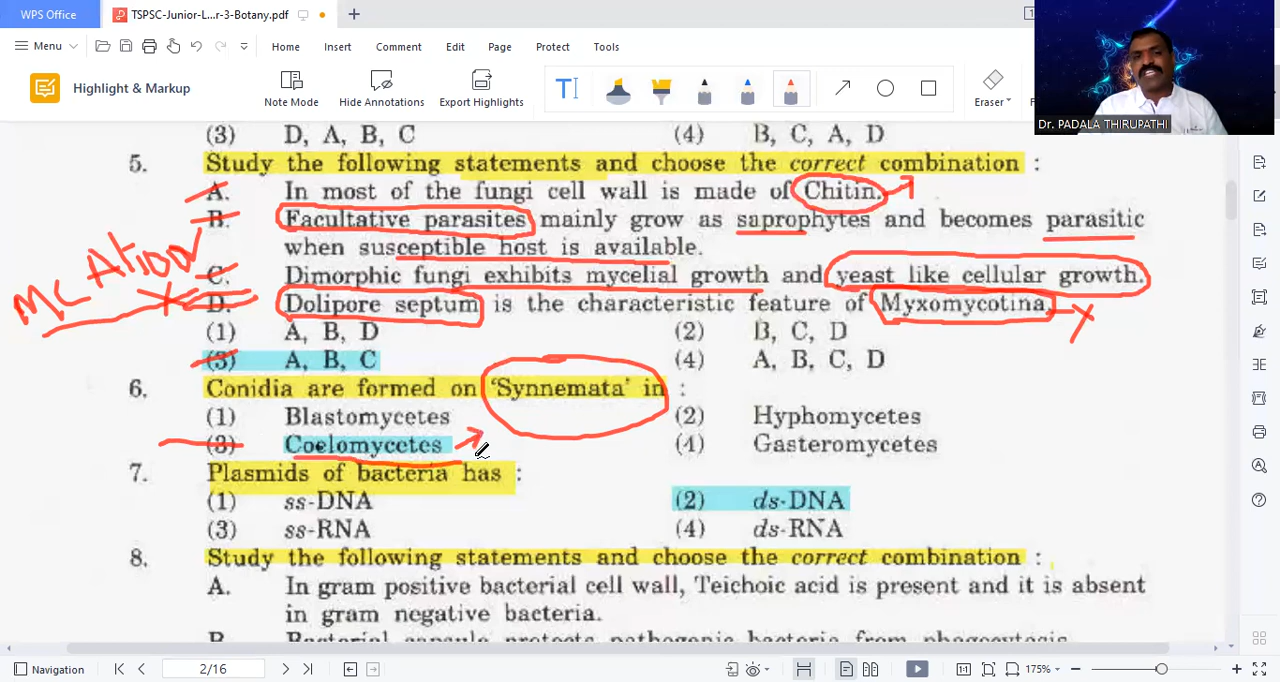 WPS Office
TSPSC-Junior-L...r-3-Botany.pdf
Menu
Home Insert Comment Edit Page Protect Tools
Highlight & Markup
Note Mode Hide Annotations Export Highlights
Eraser
Dr. PADALA THIRUPATHI
(3) D, A, B, C (4) B, C, A, D
5. Study the following statements and choose the correct combination :
A. In most of the fungi cell wall is made of Chitin.
B. Facultative parasites mainly grow as saprophytes and becomes parasitic
when susceptible host is available.
C. Dimorphic fungi exhibits mycelial growth and yeast like cellular growth.
D. Dolipore septum is the characteristic feature of Myxomycotina.
(1) A, B, D (2) B, C, D
(3) A, B, C (4) A, B, C, D
6. Conidia are formed on 'Synnemata' in :
(1) Blastomycetes (2) Hyphomycetes
(3) Coelomycetes (4) Gasteromycetes
7. Plasmids of bacteria has :
(1) ss-DNA (2) ds-DNA
(3) ss-RNA (4) ds-RNA
8. Study the following statements and choose the correct combination :
A. In gram positive bacterial cell wall, Teichoic acid is present and it is absent
in gram negative bacteria.
B. Bacterial capsule protects pathogenic bacteria from phagocytosis
Navigation 2/16 175%